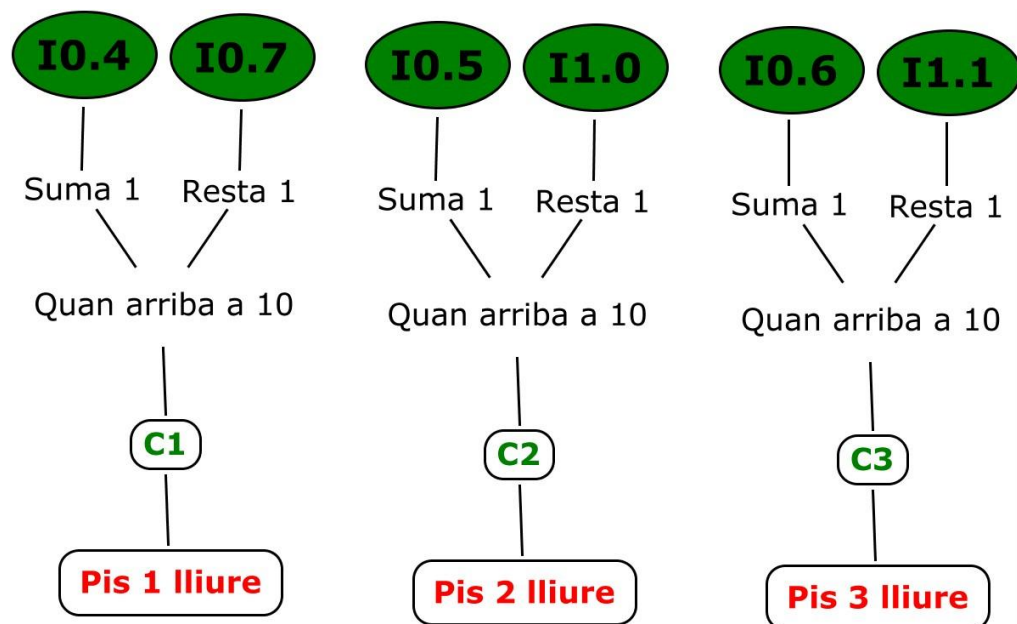 I0.4 I0.7
Suma 1 Resta 1
Quan arriba a 10
C1
Pis 1 lliure
I0.5 I1.0
Suma 1 Resta 1
Quan arriba a 10
C2
Pis 2 lliure
I0.6 I1.1
Suma 1 Resta 1
Quan arriba a 10
C3
Pis 3 lliure